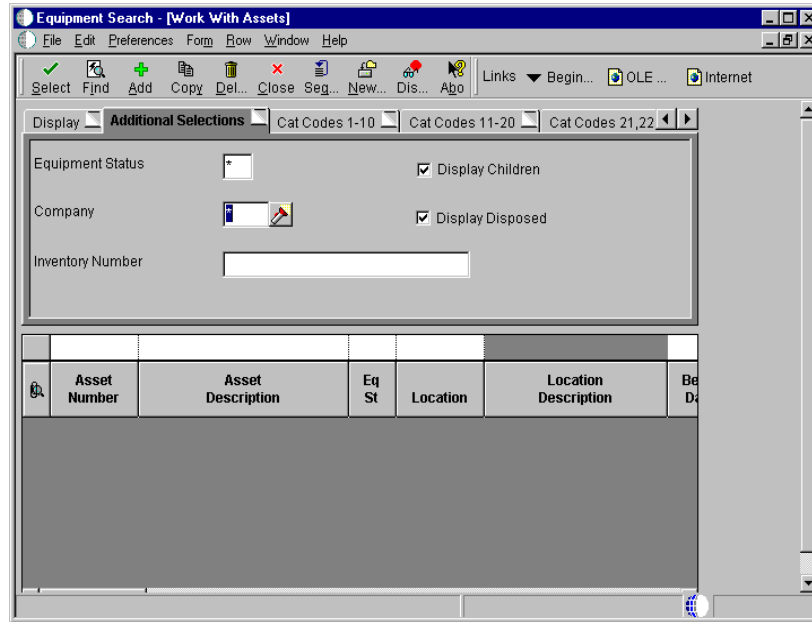 Equipment Search - [Work With Assets]
File Edit Preferences Form Row Window Help
Select Find Add Copy Del... Close Seq... New... Dis... Abo Links Begin... OLE ... Internet
Display Additional Selections Cat Codes 1-10 Cat Codes 11-20 Cat Codes 21,22
Equipment Status * Display Children
Company * Display Disposed
Inventory Number
Asset Number Asset Description Eq St Location Location Description Be Da